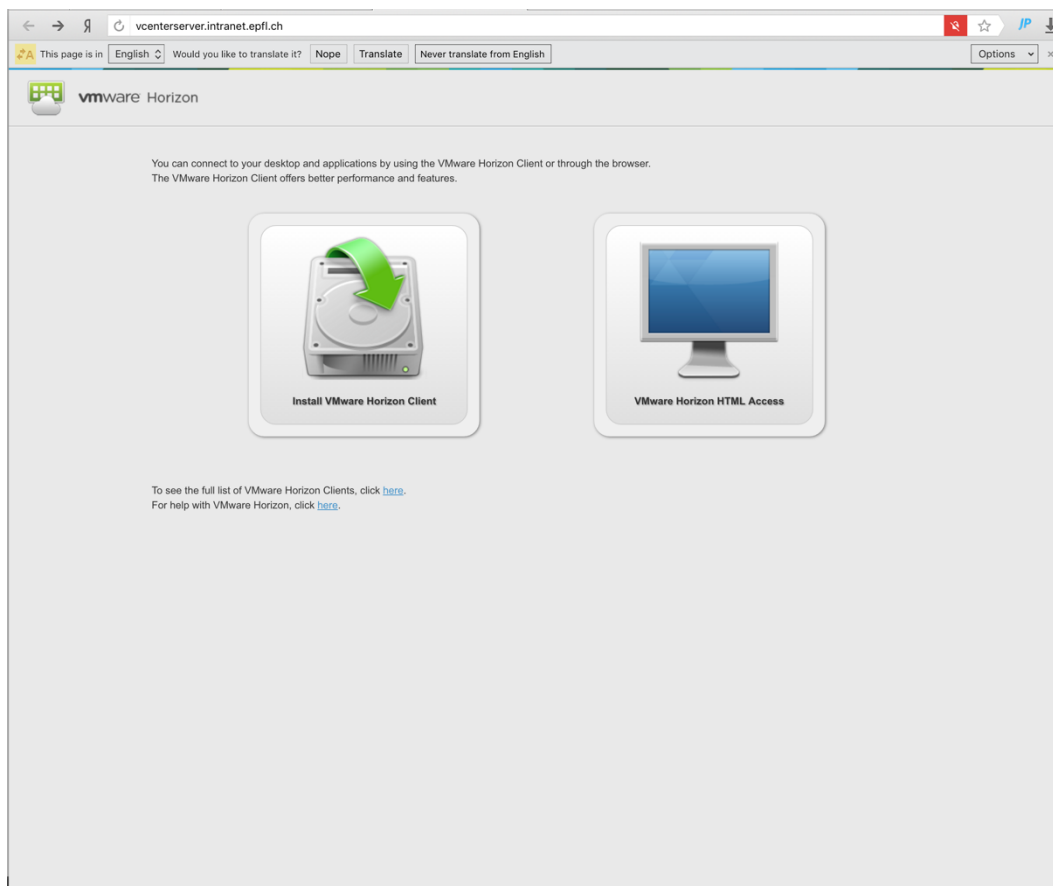 Я
vcenterserver.intranet.epfl.ch
JP
This page is in English Would you like to translate it? Nope Translate Never translate from English Options
vmware Horizon
You can connect to your desktop and applications by using the VMware Horizon Client or through the browser.
The VMware Horizon Client offers better performance and features.
Install VMware Horizon Client
VMware Horizon HTML Access
To see the full list of VMware Horizon Clients, click here.
For help with VMware Horizon, click here.